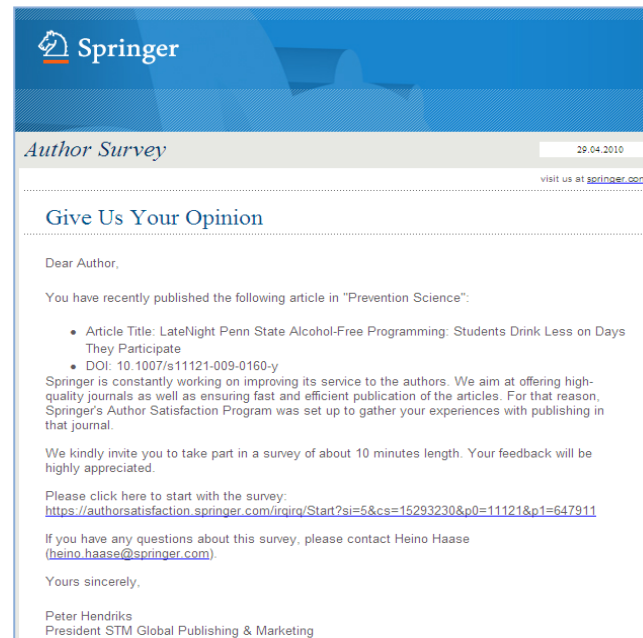 Springer
Author Survey
29.04.2010
visit us at springer.com
Give Us Your Opinion
Dear Author,
You have recently published the following article in "Prevention Science":
• Article Title: LateNight Penn State Alcohol-Free Programming: Students Drink Less on Days
They Participate
• DOI: 10.1007/s11121-009-0160-y
Springer is constantly working on improving its service to the authors. We aim at offering high-
quality journals as well as ensuring fast and efficient publication of the articles. For that reason,
Springer's Author Satisfaction Program was set up to gather your experiences with publishing in
that journal.
We kindly invite you to take part in a survey of about 10 minutes length. Your feedback will be
highly appreciated.
Please click here to start with the survey:
https://authorsatisfaction.springer.com/irqirq/Start?si=5&cs=15293230&p0=11121&p1=647911
If you have any questions about this survey, please contact Heino Haase
(heino.haase@springer.com).
Yours sincerely,
Peter Hendriks
President STM Global Publishing & Marketing